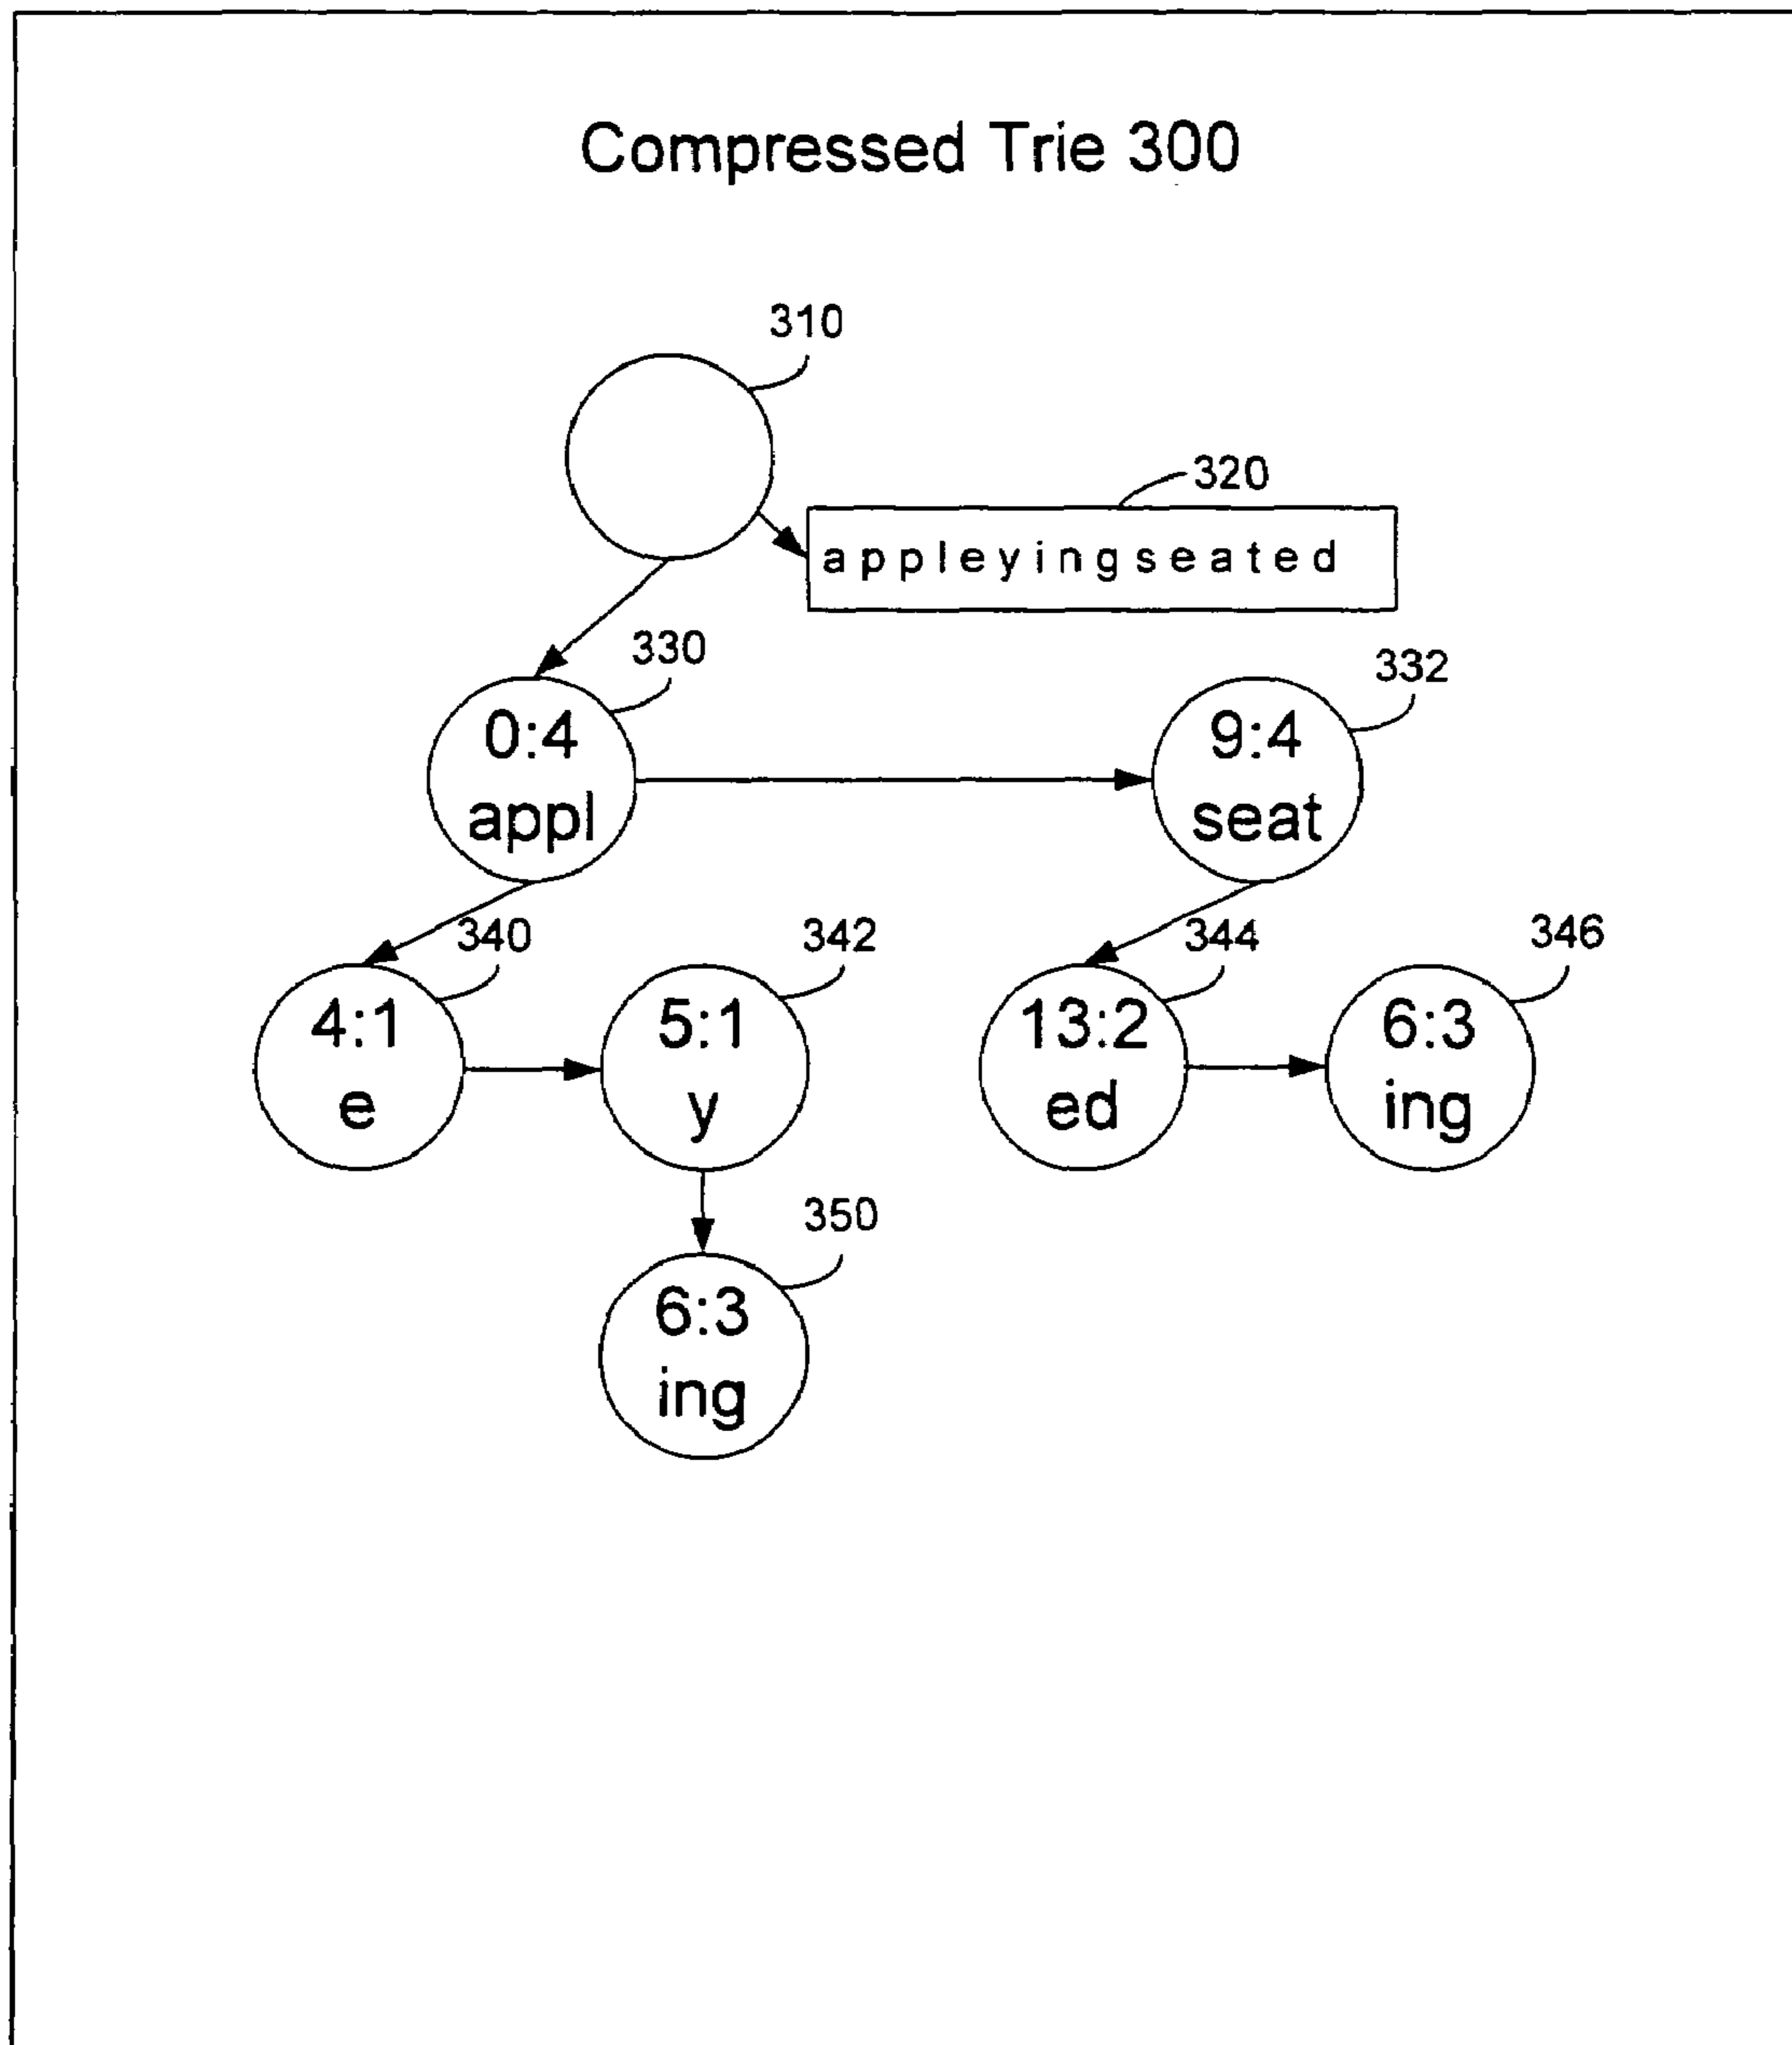 Compressed Trie 300
310
320
a p p l e y i n g s e a t e d
330
332
0:4
appl
9:4
seat
340
342
344
346
4:1
e
5:1
y
13:2
ed
6:3
ing
350
6:3
ing